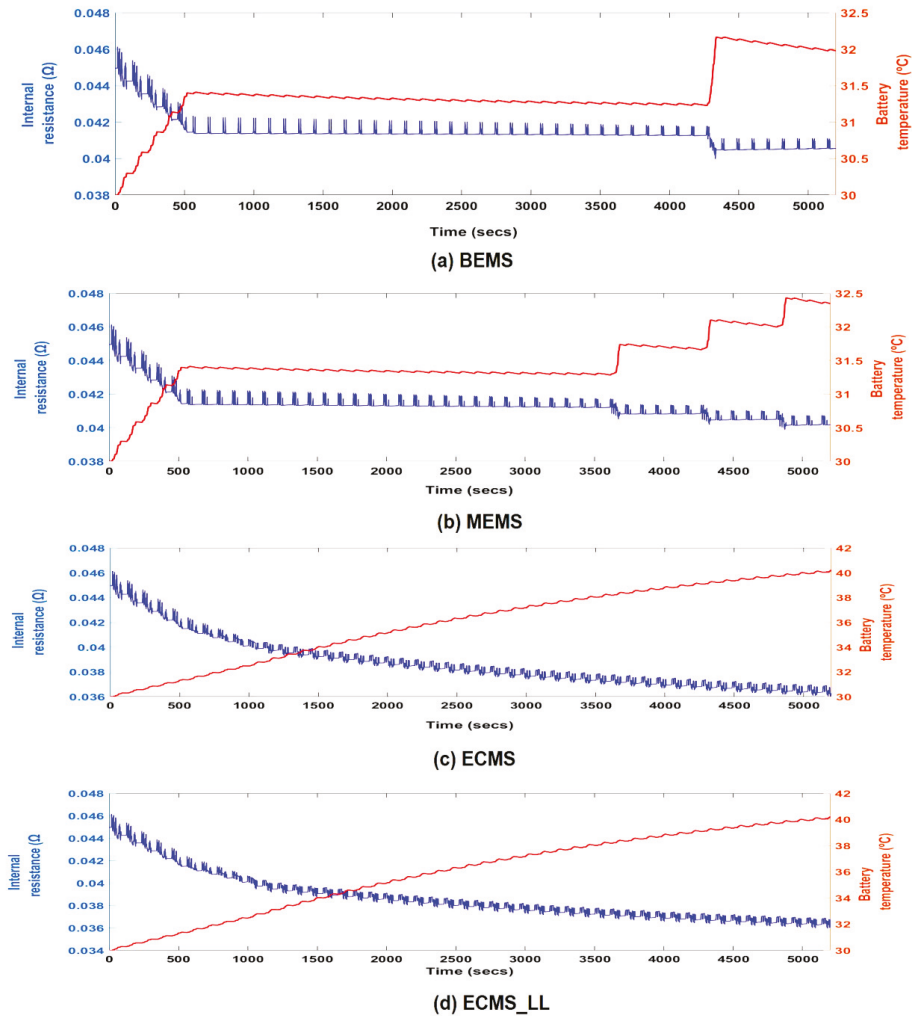 0.048
0.046
0.044
0.042
0.04
0.038
Internal
resistance (Ω)
32.5
32
31.5
31
30.5
30
Battery
temperature (ºC)
0 500 1000 1500 2000 2500 3000 3500 4000 4500 5000
Time (secs)
(a) BEMS
0.048
0.046
0.044
0.042
0.04
0.038
Internal
resistance (Ω)
32.5
32
31.5
31
30.5
30
Battery
temperature (ºC)
0 500 1000 1500 2000 2500 3000 3500 4000 4500 5000
Time (secs)
(b) MEMS
0.048
0.046
0.044
0.042
0.04
0.038
0.036
Internal
resistance (Ω)
42
40
38
36
34
32
30
Battery
temperature (ºC)
0 500 1000 1500 2000 2500 3000 3500 4000 4500 5000
Time (secs)
(c) ECMS
0.048
0.046
0.044
0.042
0.04
0.038
0.036
0.034
Internal
resistance (Ω
42
40
38
36
34
32
30
Battery
temperature (ºC)
0 500 1000 1500 2000 2500 3000 3500 4000 4500 5000
Time (secs)
(d) ECMS_LL